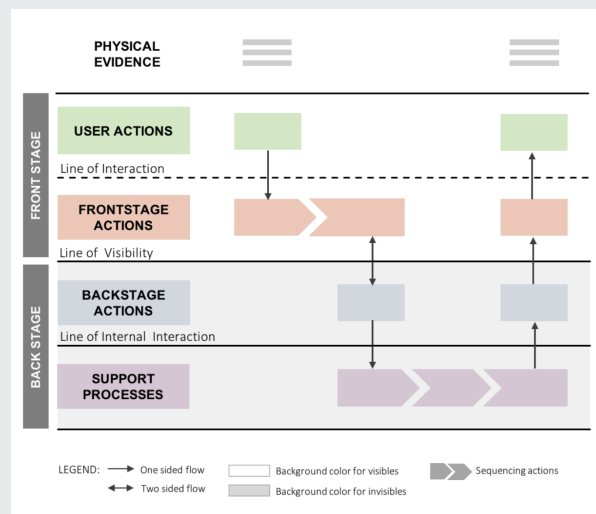 PHYSICAL
EVIDENCE
FRONT STAGE
USER ACTIONS
Line of Interaction
FRONTSTAGE
ACTIONS
Line of Visibility
BACK STAGE
BACKSTAGE
ACTIONS
Line of Internal Interaction
SUPPORT
PROCESSES
LEGEND:
One sided flow
Two sided flow
Background color for visibles
Background color for invisibles
Sequencing actions